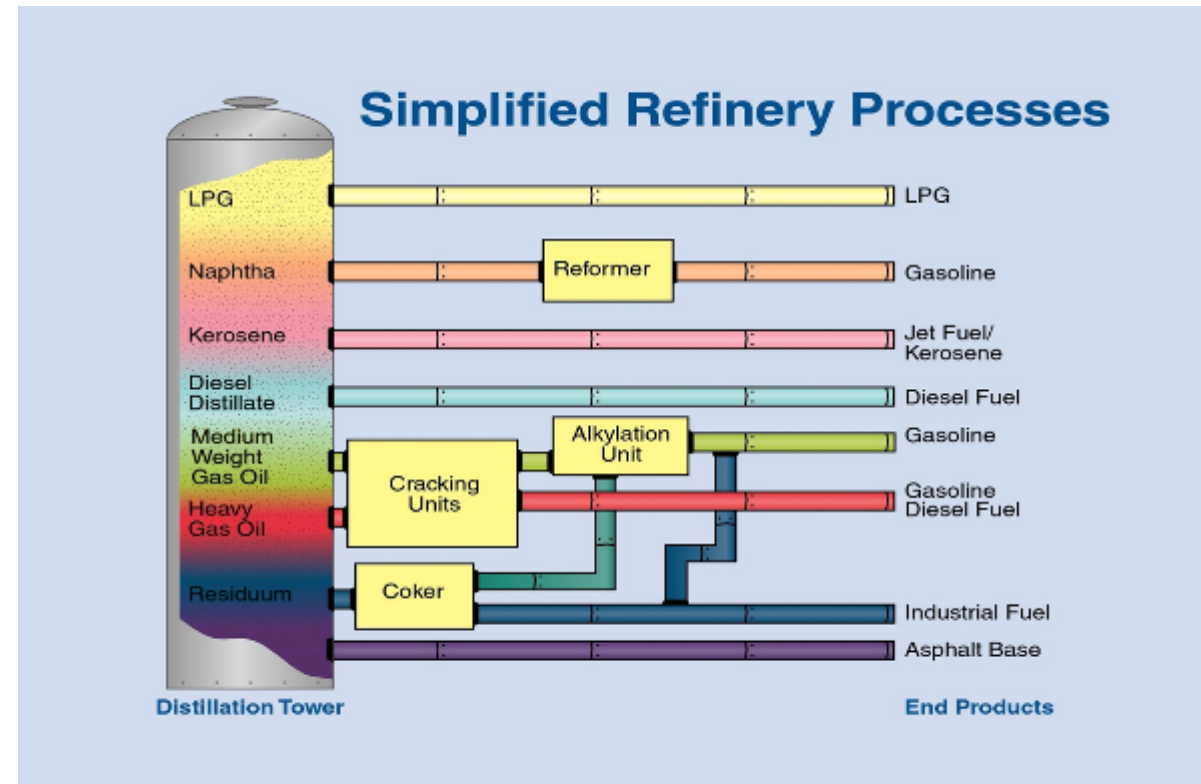 Simplified Refinery Processes
LPG
LPG
Naphtha
Reformer
Gasoline
Kerosene
Jet Fuel/
Kerosene
Diesel
Distillate
Diesel Fuel
Medium
Weight
Gas Oil
Alkylation
Unit
Gasoline
Cracking
Units
Heavy
Gas Oil
Gasoline
Diesel Fuel
Residuum
Coker
Industrial Fuel
Asphalt Base
Distillation Tower
End Products